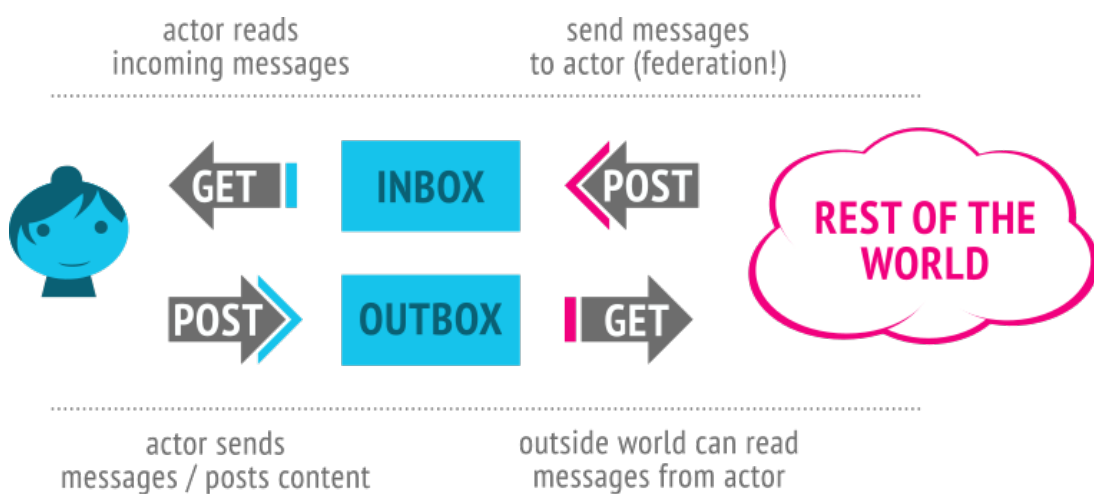 actor reads
incoming messages
send messages
to actor (federation!)
GET
INBOX
POST
REST OF THE
WORLD
POST
OUTBOX
GET
actor sends
messages / posts content
outside world can read
messages from actor